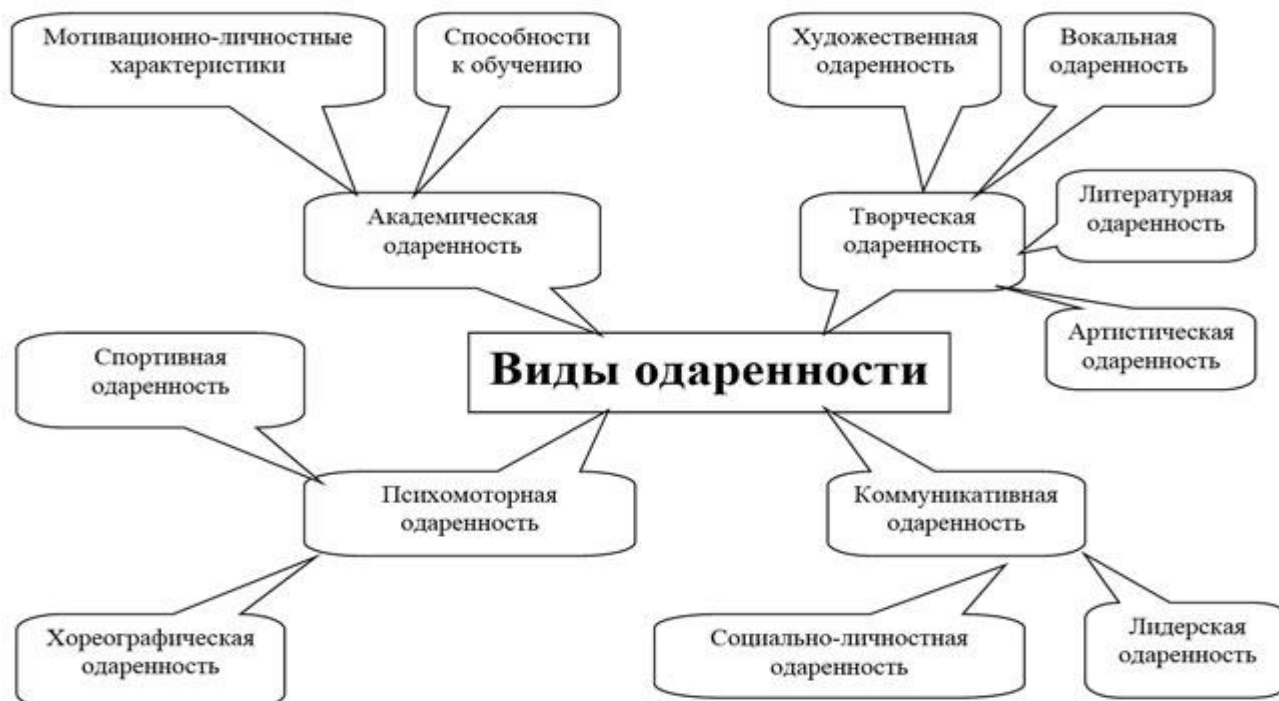 Мотивационно-личностные
характеристики
Способности
к обучению
Художественная
одаренность
Вокальная
одаренность
Академическая
одаренность
Творческая
одаренность
Литературная
одаренность
Артистическая
одаренность
Виды одаренности
Спортивная
одаренность
Психомоторная
одаренность
Коммуникативная
одаренность
Хореографическая
одаренность
Социально-личностная
одаренность
Лидерская
одаренность